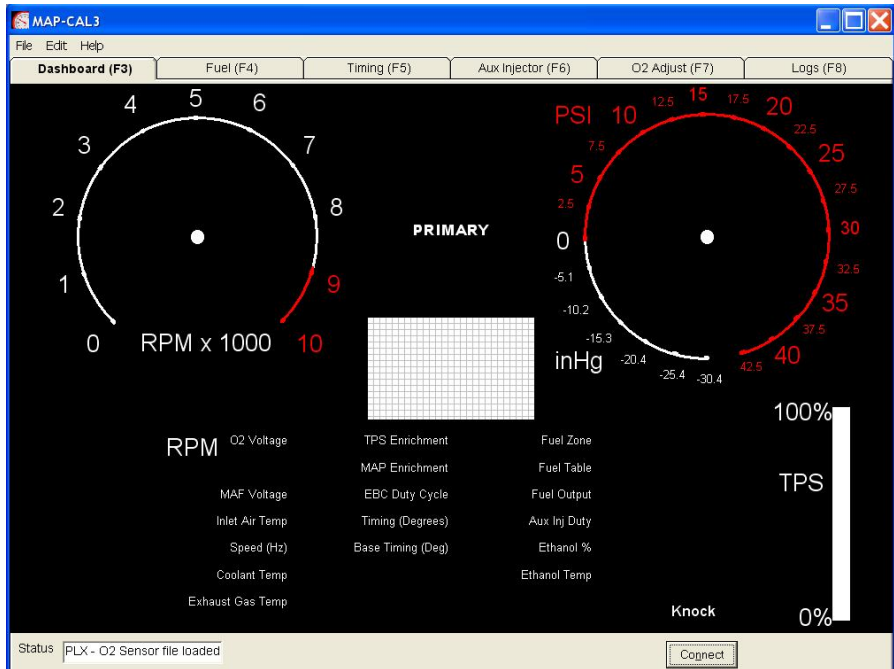 MAP-CAL3
File Edit Help
Dashboard (F3) Fuel (F4) Timing (F5) Aux Injector (F6) O2 Adjust (F7) Logs (F8)
0
1
2
3
4
5
6
7
8
9
10
RPM x 1000
PRIMARY
PSI
inHg
-30.4
-25.4
-20.4
-15.3
-10.2
-5.1
0
2.5
5
7.5
10
12.5
15
17.5
20
22.5
25
27.5
30
32.5
35
37.5
40
42.5
RPM
O2 Voltage
MAF Voltage
Inlet Air Temp
Speed (Hz)
Coolant Temp
Exhaust Gas Temp
TPS Enrichment
MAP Enrichment
EBC Duty Cycle
Timing (Degrees)
Base Timing (Deg)
Fuel Zone
Fuel Table
Fuel Output
Aux Inj Duty
Ethanol %
Ethanol Temp
100%
TPS
0%
Knock
Status PLX - O2 Sensor file loaded
Connect